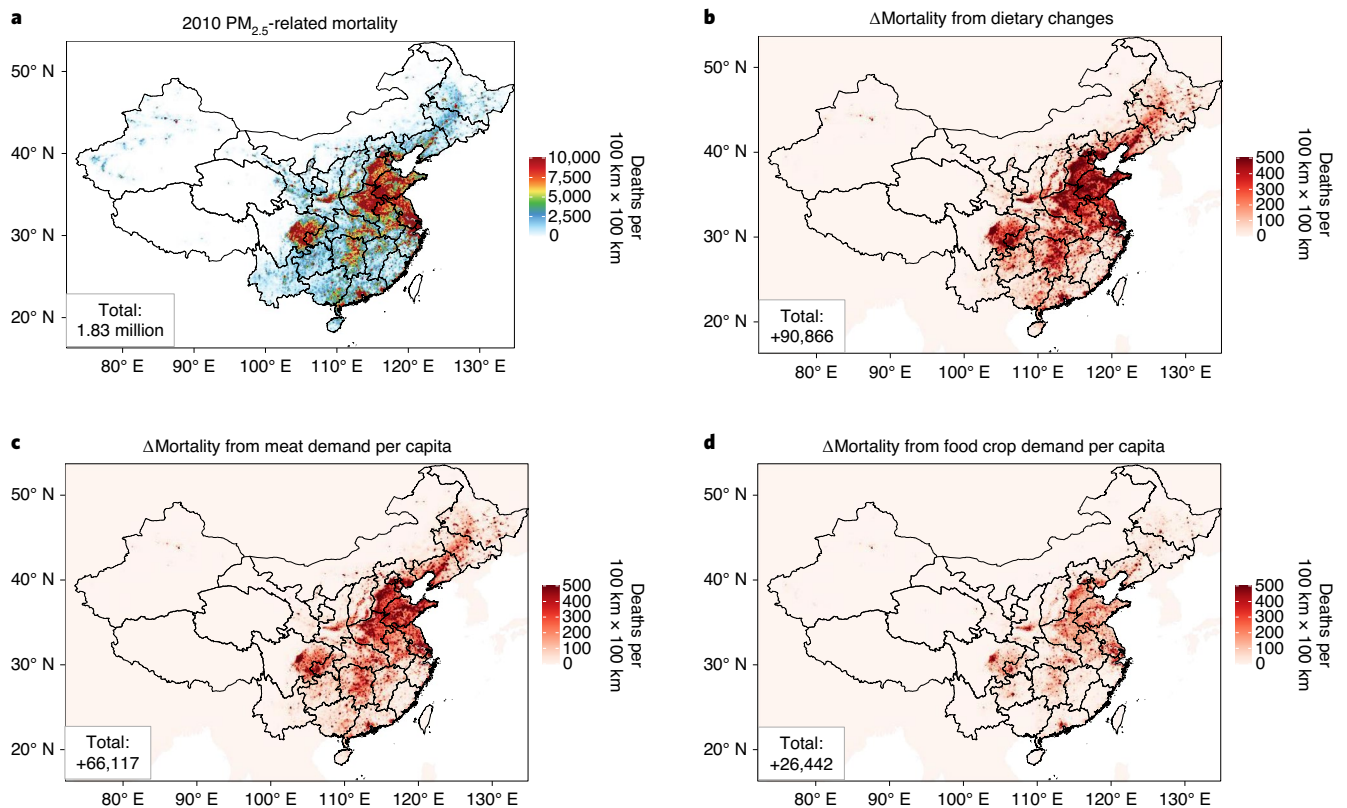 a
2010 PM2.5-related mortality
50° N
40° N
30° N
20° N
80° E 90° E 100° E 110° E 120° E 130° E
Total:
1.83 million
10,000
7,500
5,000
2,500
0
Deaths per
100 km × 100 km
b
ΔMortality from dietary changes
50° N
40° N
30° N
20° N
80° E 90° E 100° E 110° E 120° E 130° E
Total:
+90,866
500
400
300
200
100
0
Deaths per
100 km × 100 km
c
ΔMortality from meat demand per capita
50° N
40° N
30° N
20° N
80° E 90° E 100° E 110° E 120° E 130° E
Total:
+66,117
500
400
300
200
100
0
Deaths per
100 km × 100 km
d
ΔMortality from food crop demand per capita
50° N
40° N
30° N
20° N
80° E 90° E 100° E 110° E 120° E 130° E
Total:
+26,442
500
400
300
200
100
0
Deaths per
100 km × 100 km